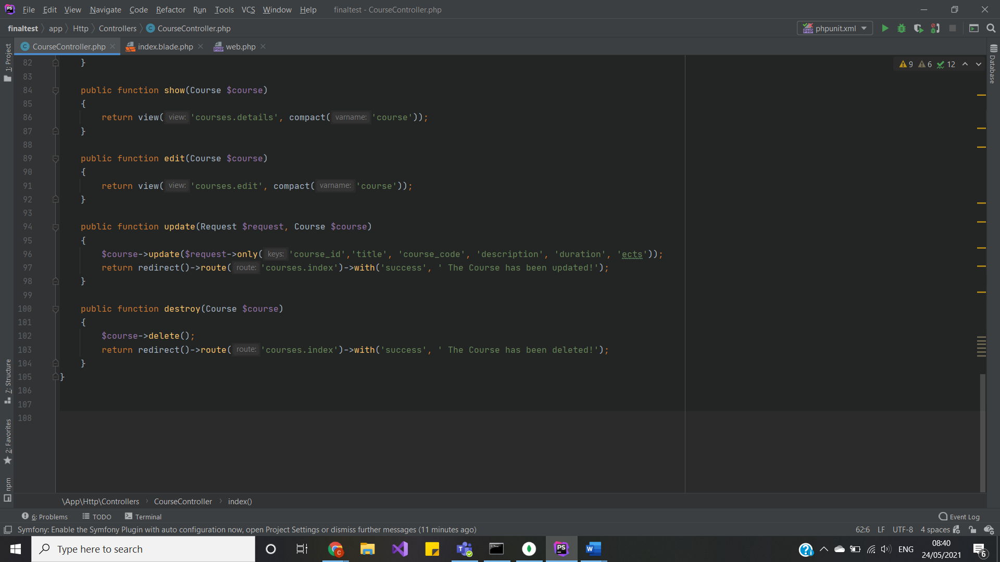 File Edit View Navigate Code Refactor Run Tools VCS Window Help finaltest - CourseController.php
finaltest app Http Controllers CourseController.php phpunit.xml
CourseController.php index.blade.php web.php
1: Project
Database
9 6 12
82 }
83
84 public function show(Course $course)
85 {
86 return view( view: 'courses.details', compact( varname: 'course'));
87 }
88
89 public function edit(Course $course)
90 {
91 return view( view: 'courses.edit', compact( varname: 'course'));
92 }
93
94 public function update(Request $request, Course $course)
95 {
96 $course->update($request->only( keys: 'course_id','title', 'course_code', 'description', 'duration', 'ects'));
97 return redirect()->route( route: 'courses.index')->with('success', ' The Course has been updated!');
98 }
99
100 public function destroy(Course $course)
101 {
102 $course->delete();
103 return redirect()->route( route: 'courses.index')->with('success', ' The Course has been deleted!');
104 }
105 }
106
107
108
7: Structure
2: Favorites
npm
\App\Http\Controllers CourseController index()
6: Problems TODO Terminal Event Log
Symfony: Enable the Symfony Plugin with auto configuration now, open Project Settings or dismiss further messages (11 minutes ago) 62:6 LF UTF-8 4 spaces
Type here to search ENG 08:40
24/05/2021 6